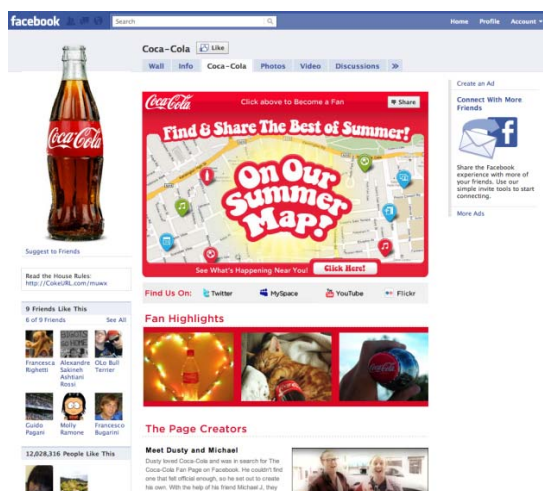 facebook
Search
Home Profile Account
Coca-Cola Like
Wall Info Coca-Cola Photos Video Discussions »
Coca-Cola
Suggest to Friends
Read the House Rules:
http://CokeURL.com/muwx
9 Friends Like This
6 of 9 Friends See All
Francesca Righetti
Alexandre Sakineh Ashtiani Rossi
OLo Bull Terrier
Guido Pagani
Molly Ramone
Francesco Bugarini
12,028,316 People Like This
Coca-Cola
Click above to Become a Fan
Share
Find & Share The Best of Summer!
On Our
Summer
Map!
See What's Happening Near You! Click Here!
Find Us On: Twitter MySpace YouTube Flickr
Fan Highlights
The Page Creators
Meet Dusty and Michael
Dusty loved Coca-Cola and was in search for The
Coca-Cola Fan Page on Facebook. He couldn't find
one that felt official enough, so he set out to create
his own. With the help of his friend Michael J, they
Create an Ad
Connect With More
Friends
Share the Facebook
experience with more of
your friends. Use our
simple invite tools to start
connecting.
More Ads